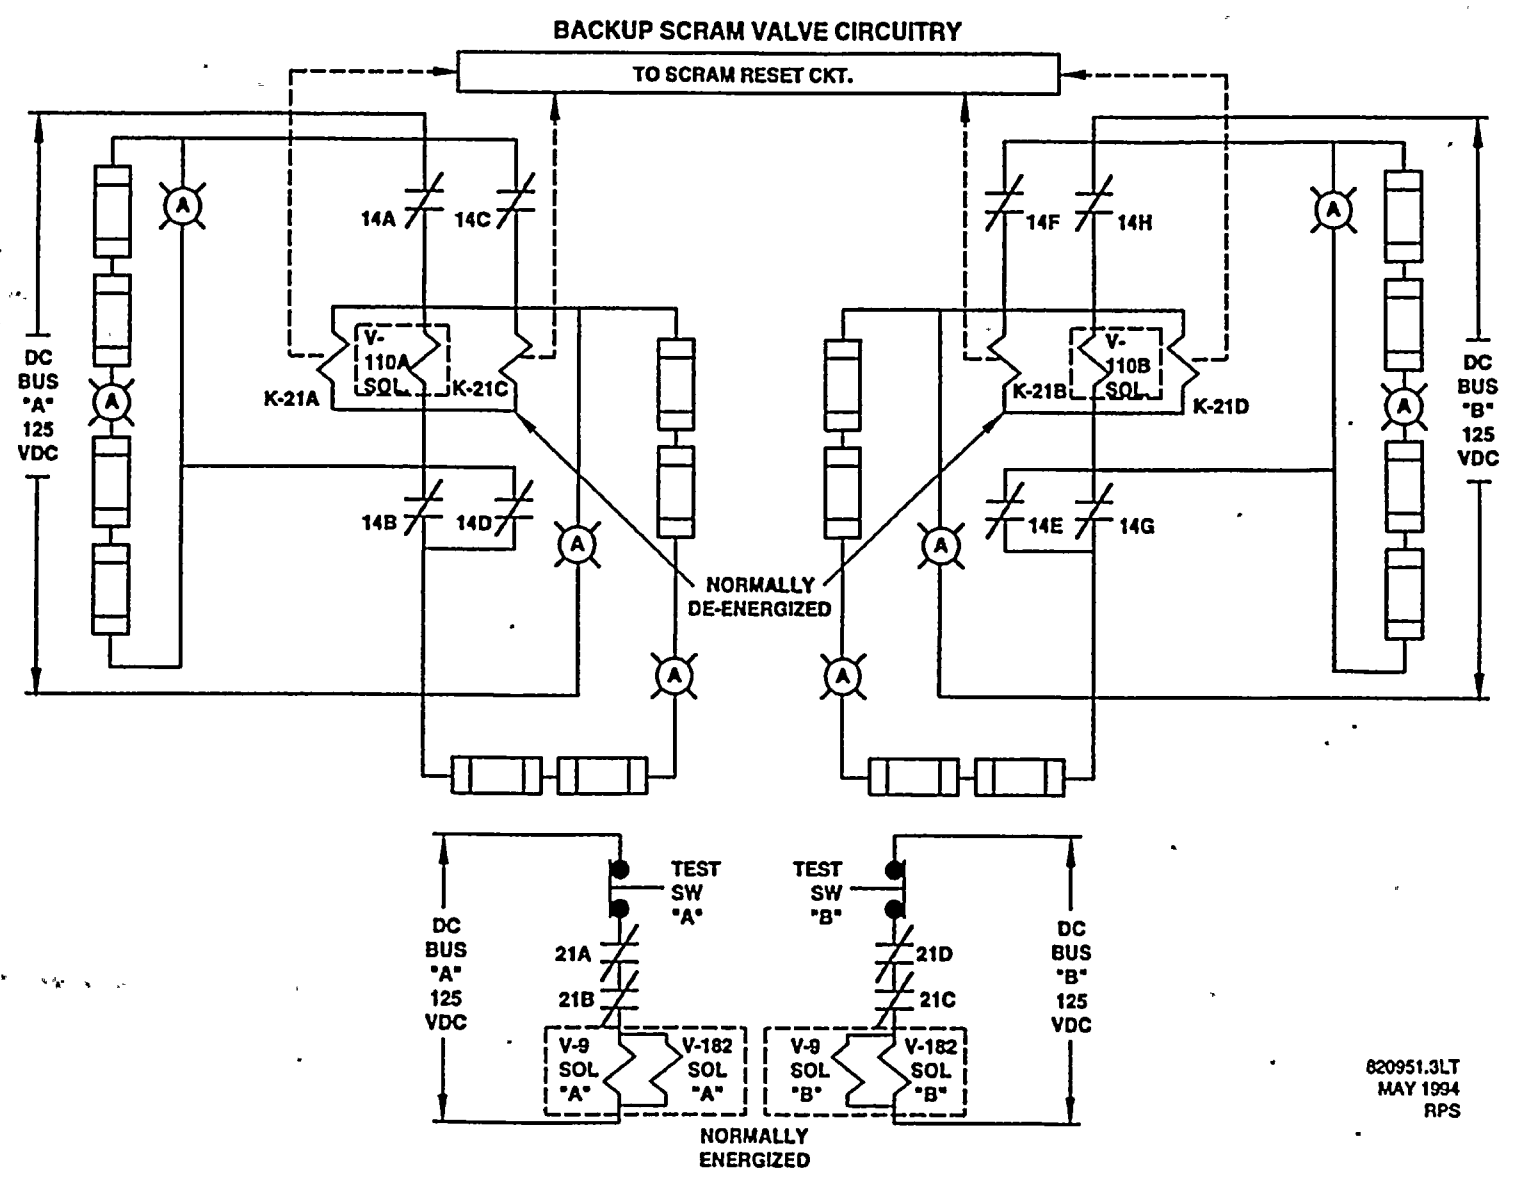 BACKUP SCRAM VALVE CIRCUITRY
TO SCRAM RESET CKT.
A
14A
14C
14F
14H
A
DC
BUS
"A"
125
VDC
A
K-21A
V-
110A
SOL.
K-21C
K-21B
V-
110B
SOL.
K-21D
A
DC
BUS
"B"
125
VDC
14B
14D
A
A
14E
14G
NORMALLY
DE-ENERGIZED
A
A
DC
BUS
"A"
125
VDC
TEST
SW
"A"
21A
21B
V-9
SOL
"A"
V-182
SOL
"A"
TEST
SW
"B"
21D
21C
V-9
SOL
"B"
V-182
SOL
"B"
DC
BUS
"B"
125
VDC
NORMALLY
ENERGIZED
820951.3LT
MAY 1994
RPS